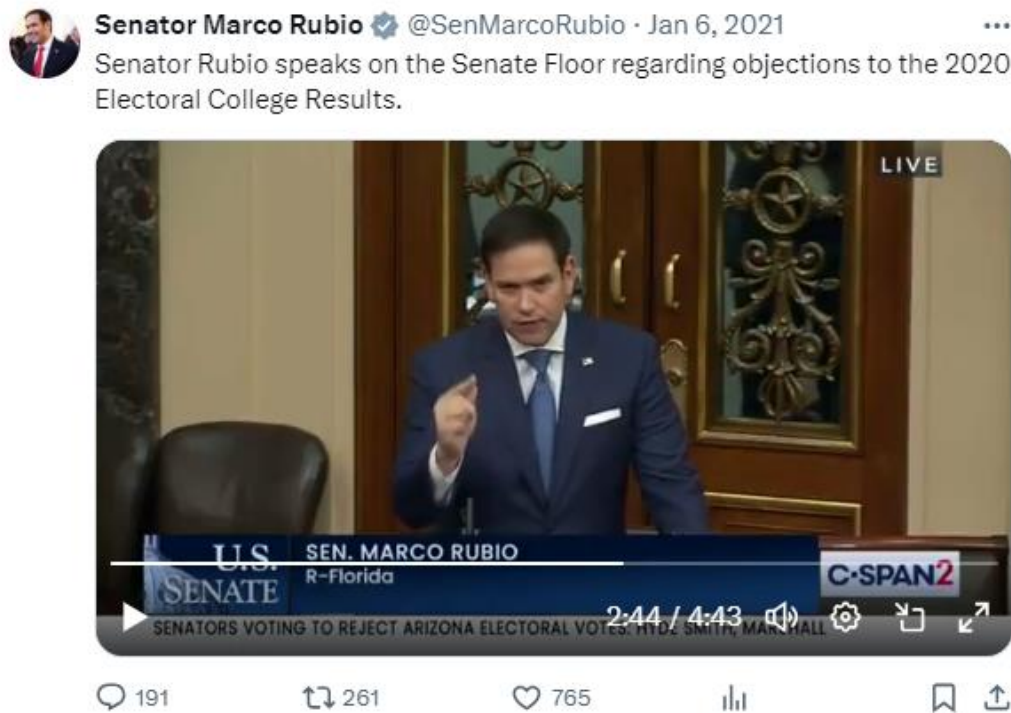 Senator Marco Rubio @SenMarcoRubio · Jan 6, 2021
Senator Rubio speaks on the Senate Floor regarding objections to the 2020
Electoral College Results.
LIVE
U.S.
SENATE
SEN. MARCO RUBIO
R-Florida
C-SPAN2
2:44 / 4:43
SENATORS VOTING TO REJECT ARIZONA ELECTORAL VOTES: HYDE SMITH, MARSHALL
191
261
765